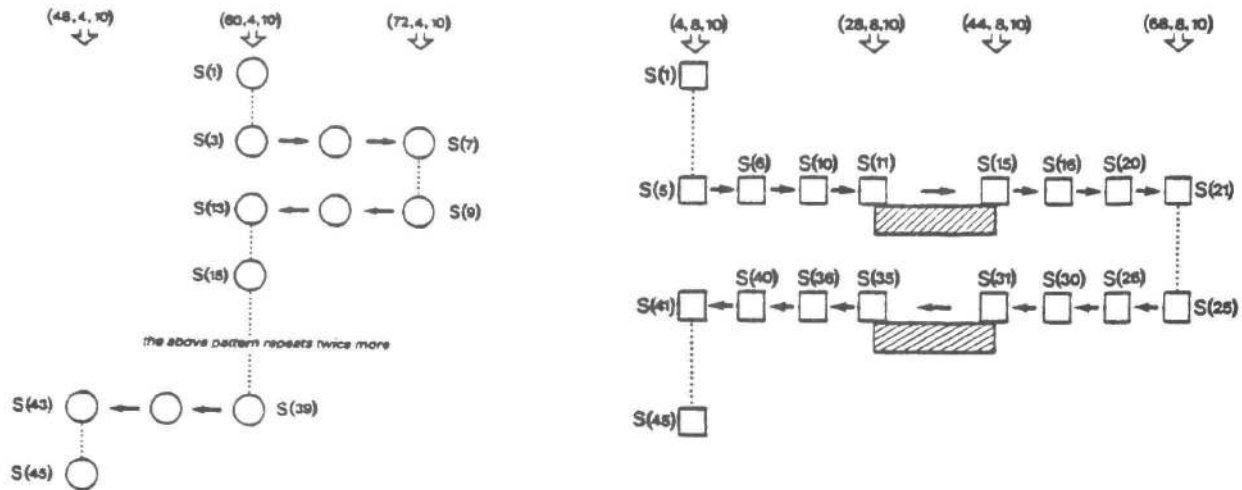 (48,4,10) (60,4,10) (72,4,10)
S(1)
S(3) S(7)
S(13) S(9)
S(15)
the above pattern repeats twice more
S(43) S(39)
S(45)
(4,8,10) (28,8,10) (44,8,10) (68,8,10)
S(1)
S(6) S(10) S(11) S(15) S(16) S(20)
S(5) S(21)
S(40) S(36) S(35) S(31) S(30) S(26)
S(41) S(25)
S(45)